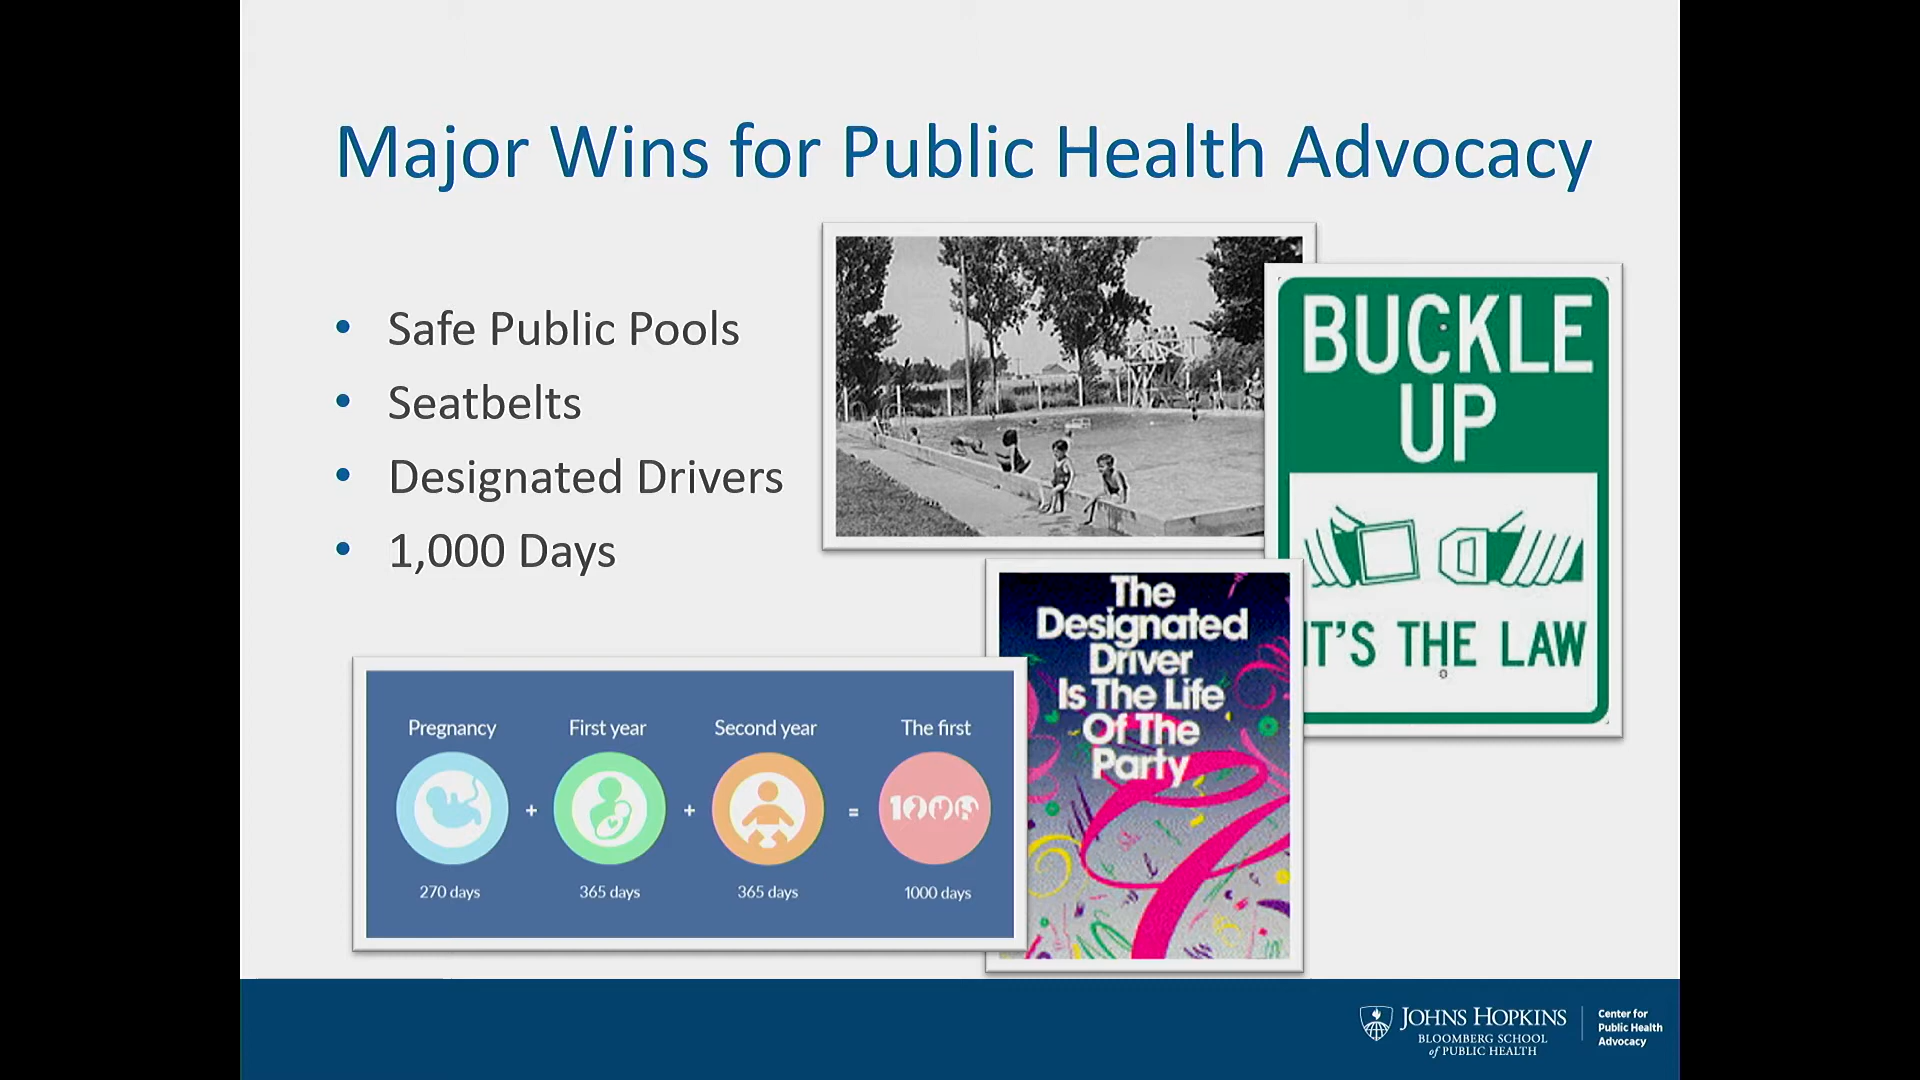 Major Wins for Public Health Advocacy
• Safe Public Pools
• Seatbelts
• Designated Drivers
• 1,000 Days
BUCKLE
UP
IT'S THE LAW
The
Designated
Driver
Is The Life
Of The
Party
Pregnancy First year Second year The first
+ + = 1000
270 days 365 days 365 days 1000 days
JOHNS HOPKINS
BLOOMBERG SCHOOL
of PUBLIC HEALTH
Center for
Public Health
Advocacy